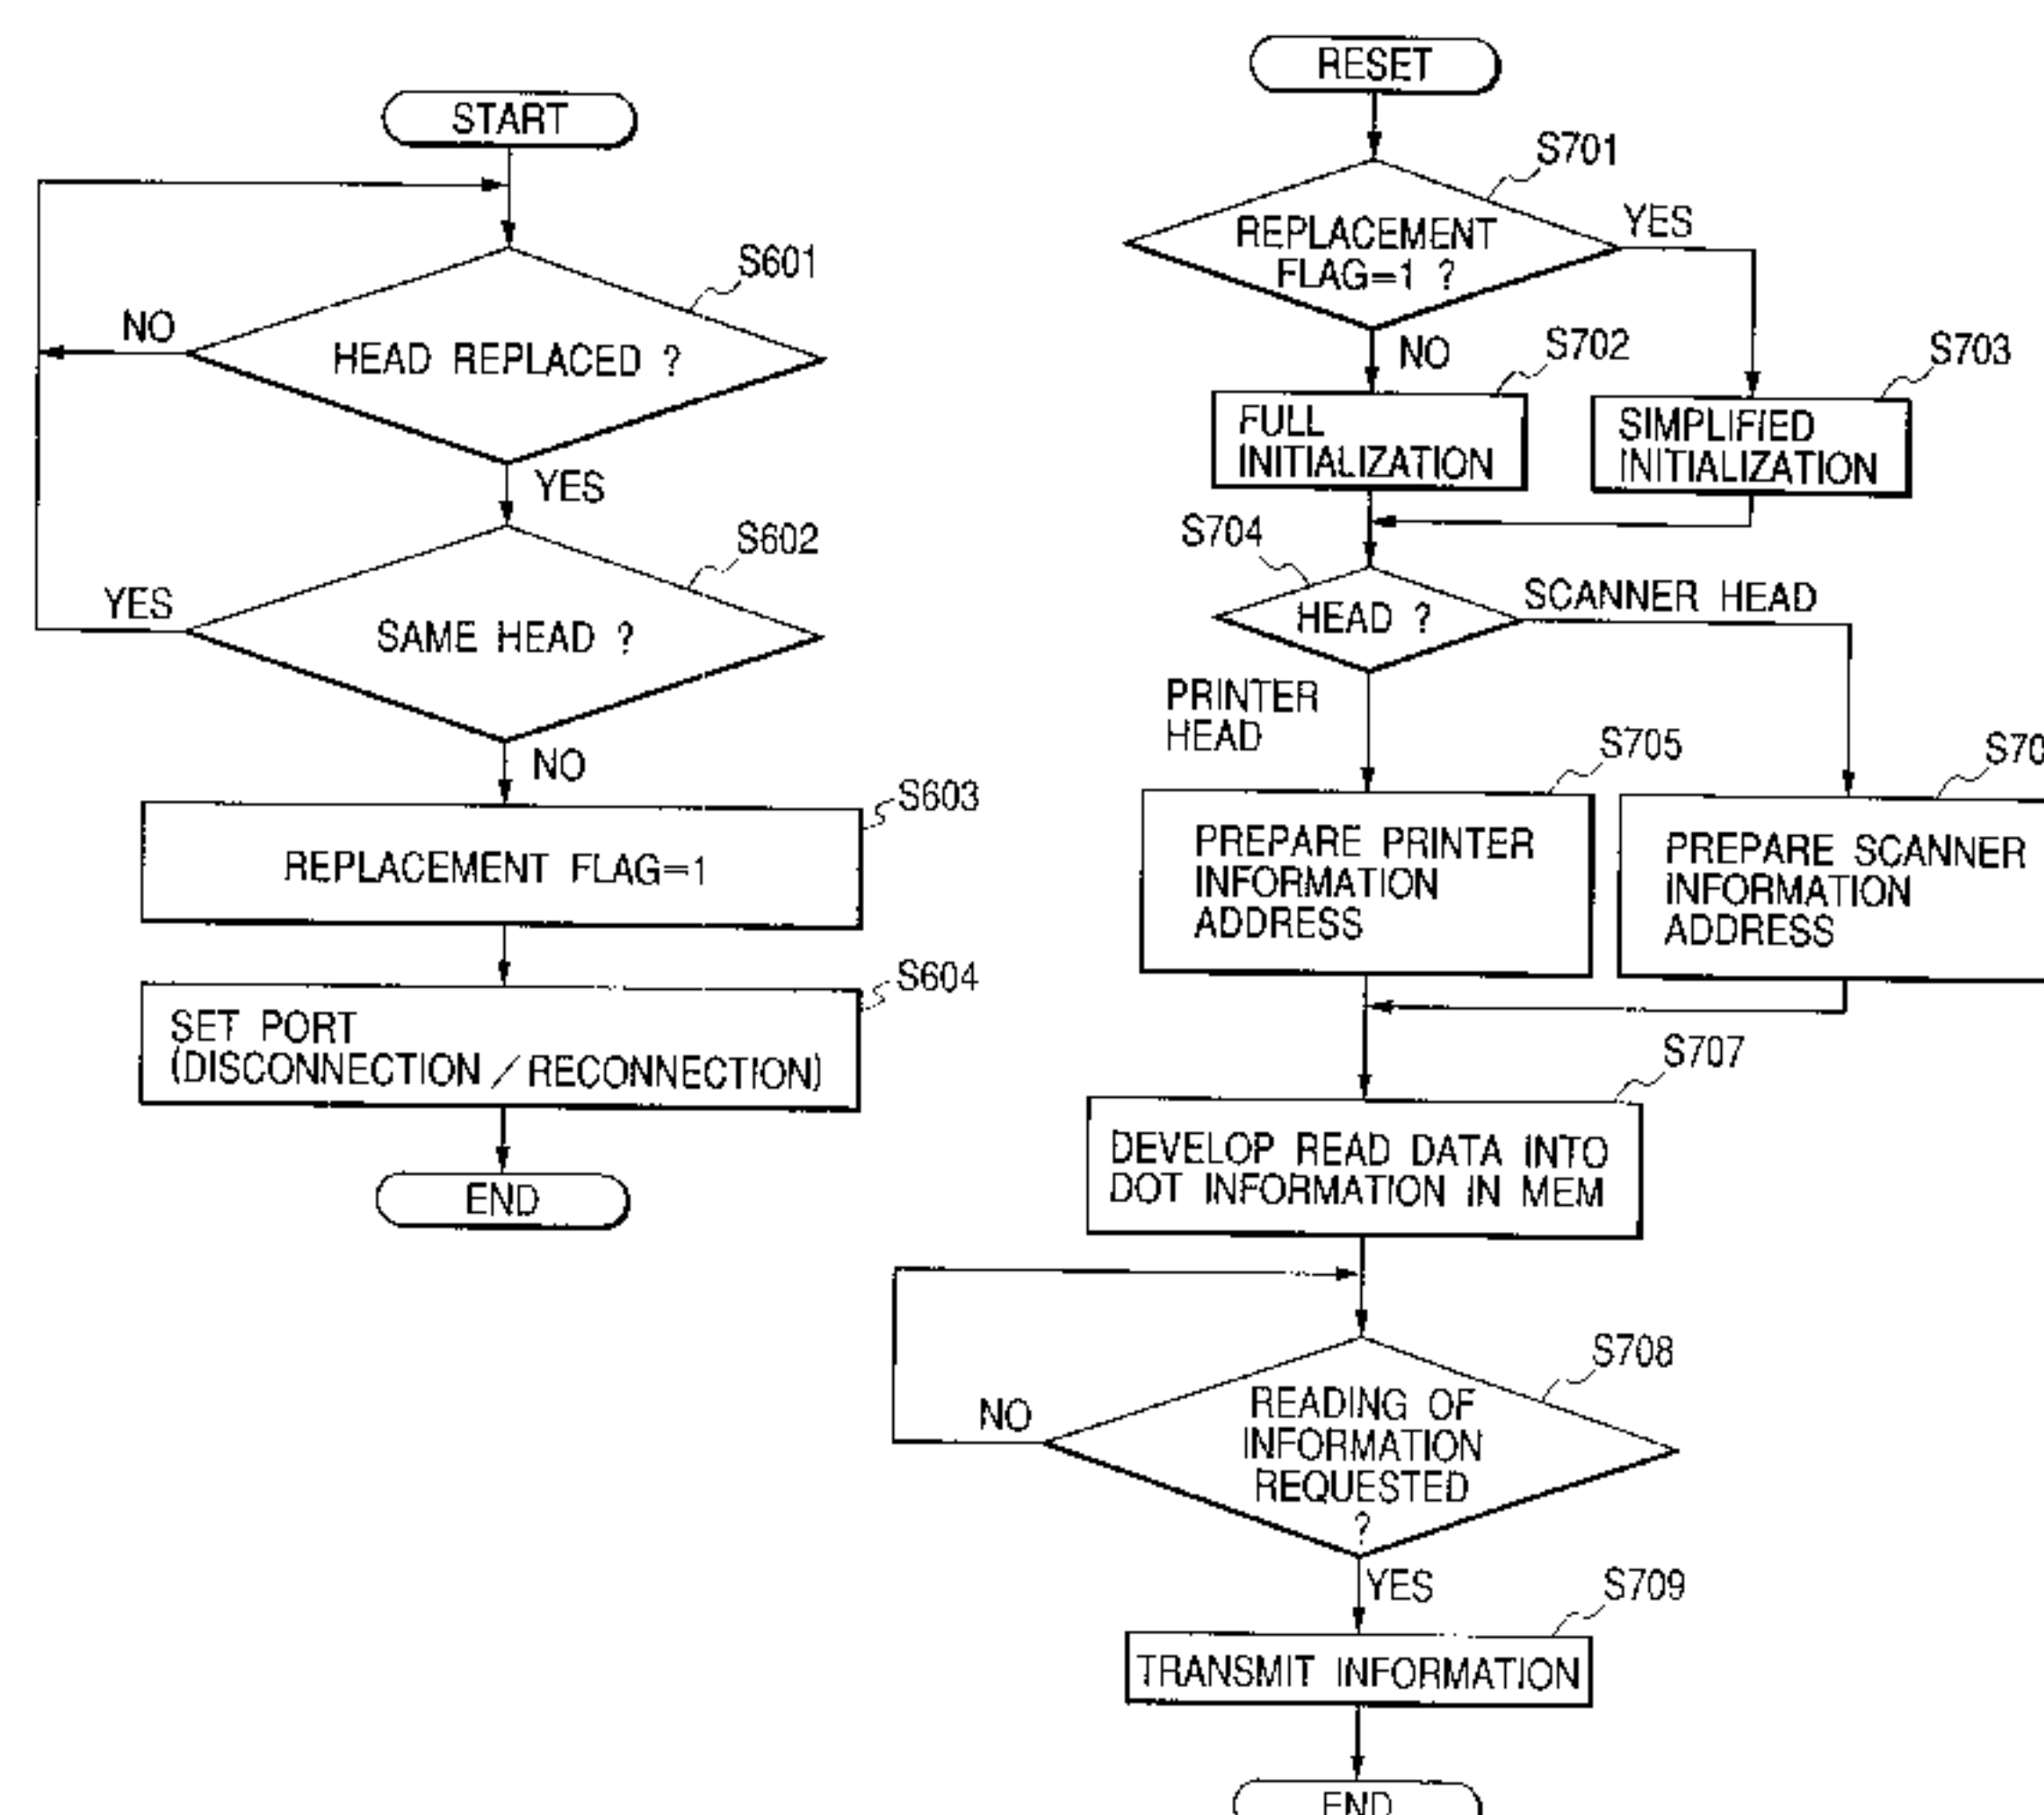 START
S601
NO
HEAD REPLACED ?
YES
S602
YES
SAME HEAD ?
NO
S603
REPLACEMENT FLAG=1
S604
SET PORT
(DISCONNECTION / RECONNECTION)
END
RESET
S701
REPLACEMENT
FLAG=1 ?
YES
NO
S702
FULL
INITIALIZATION
S703
SIMPLIFIED
INITIALIZATION
S704
HEAD ?
SCANNER HEAD
PRINTER
HEAD
S705
PREPARE PRINTER
INFORMATION
ADDRESS
S70
PREPARE SCANNER
INFORMATION
ADDRESS
S707
DEVELOP READ DATA INTO
DOT INFORMATION IN MEM
S708
NO
READING OF
INFORMATION
REQUESTED
?
YES
S709
TRANSMIT INFORMATION
END